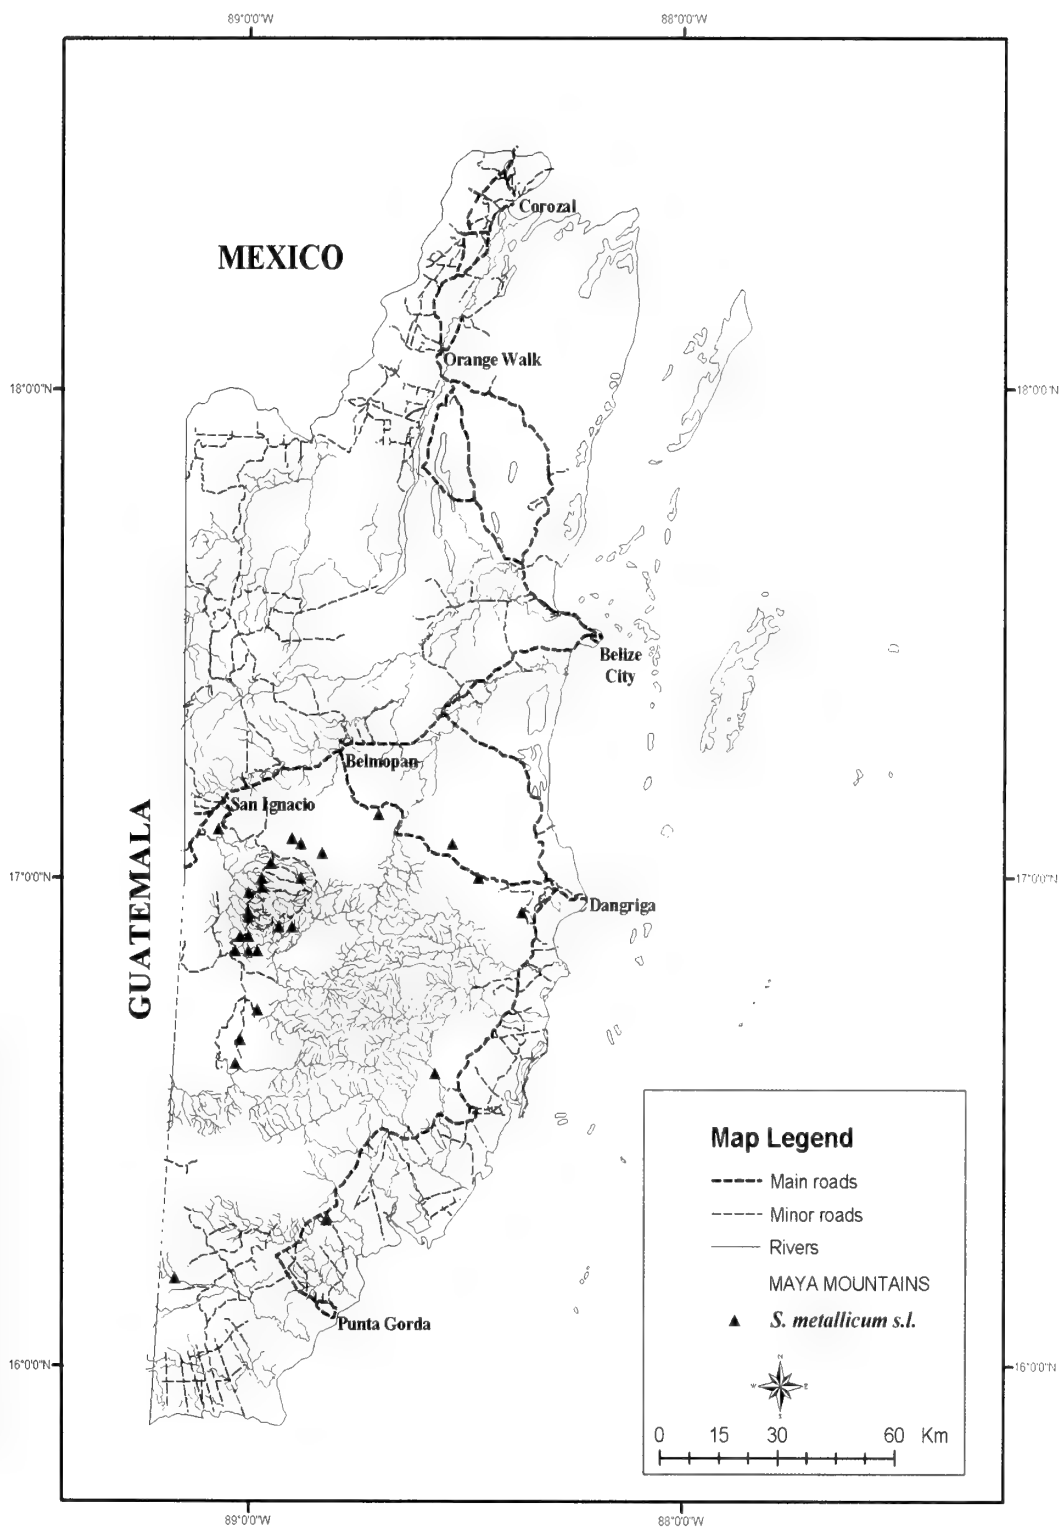 89°0'0"W
88°0'0"W
Corozal
MEXICO
Orange Walk
18°0'0"N
18°0'0"N
Belize
City
Belmopan
San Ignacio
GUATEMALA
17°0'0"N
17°0'0"N
Dangriga
Map Legend
Main roads
Minor roads
Rivers
MAYA MOUNTAINS
S. metallicum s.l.
Punta Gorda
16°0'0"N
16°0'0"N
N
W
E
S
0 15 30 60 Km
89°0'0"W
88°0'0"W